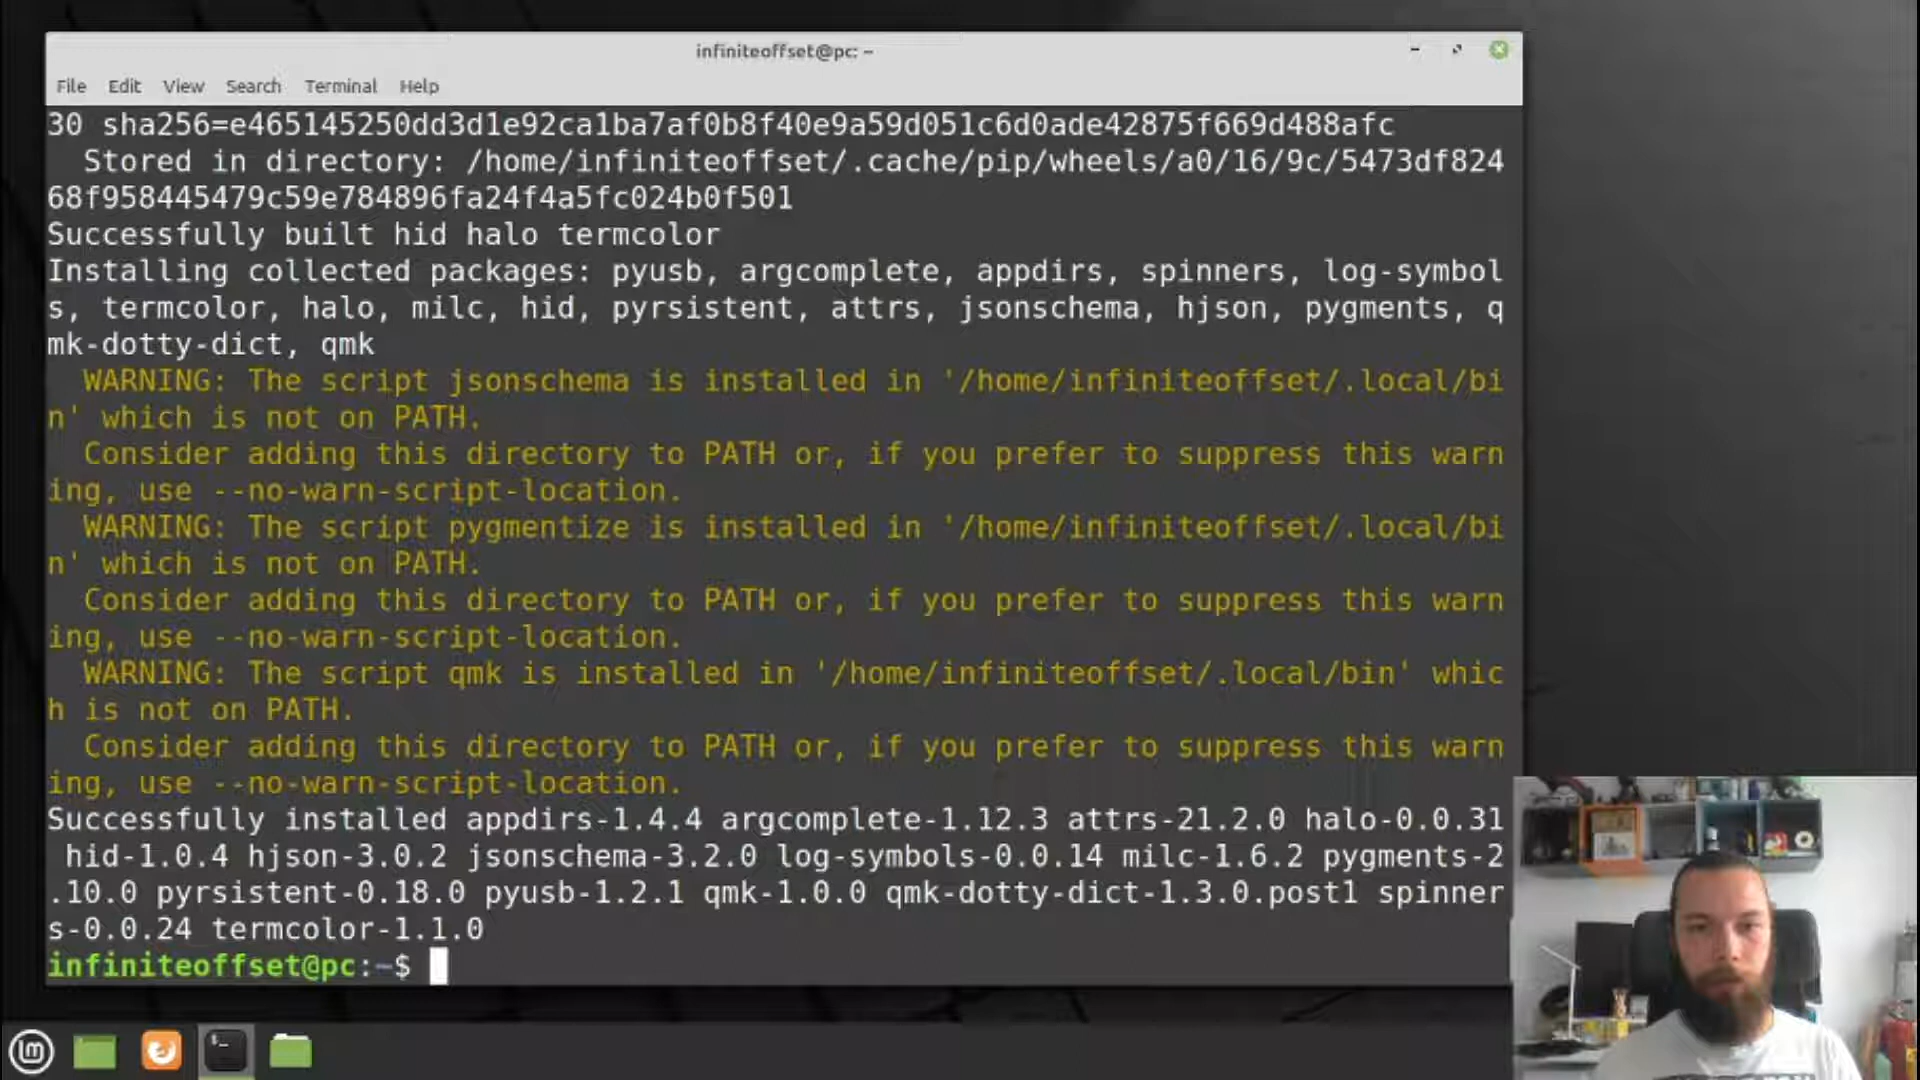 infiniteoffset@pc: ~
File Edit View Search Terminal Help
30 sha256=e465145250dd3d1e92ca1ba7af0b8f40e9a59d051c6d0ade42875f669d488afc
Stored in directory: /home/infiniteoffset/.cache/pip/wheels/a0/16/9c/5473df824
68f958445479c59e784896fa24f4a5fc024b0f501
Successfully built hid halo termcolor
Installing collected packages: pyusb, argcomplete, appdirs, spinners, log-symbol
s, termcolor, halo, milc, hid, pyrsistent, attrs, jsonschema, hjson, pygments, q
mk-dotty-dict, qmk
WARNING: The script jsonschema is installed in '/home/infiniteoffset/.local/bi
n' which is not on PATH.
Consider adding this directory to PATH or, if you prefer to suppress this warn
ing, use --no-warn-script-location.
WARNING: The script pygmentize is installed in '/home/infiniteoffset/.local/bi
n' which is not on PATH.
Consider adding this directory to PATH or, if you prefer to suppress this warn
ing, use --no-warn-script-location.
WARNING: The script qmk is installed in '/home/infiniteoffset/.local/bin' whic
h is not on PATH.
Consider adding this directory to PATH or, if you prefer to suppress this warn
ing, use --no-warn-script-location.
Successfully installed appdirs-1.4.4 argcomplete-1.12.3 attrs-21.2.0 halo-0.0.31
hid-1.0.4 hjson-3.0.2 jsonschema-3.2.0 log-symbols-0.0.14 milc-1.6.2 pygments-2
.10.0 pyrsistent-0.18.0 pyusb-1.2.1 qmk-1.0.0 qmk-dotty-dict-1.3.0.post1 spinner
s-0.0.24 termcolor-1.1.0
infiniteoffset@pc:~$